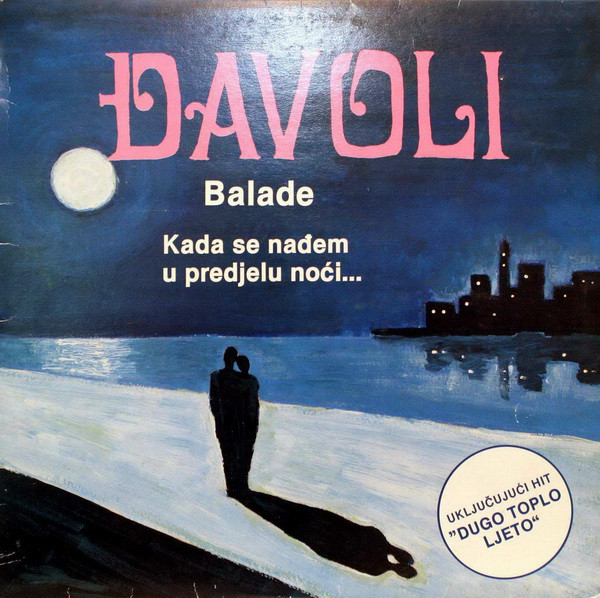 ĐAVOLI
Balade
Kada se nađem
u predjelu noći...
UKLJUČUJUĆI HIT
"DUGO TOPLO
LJETO"